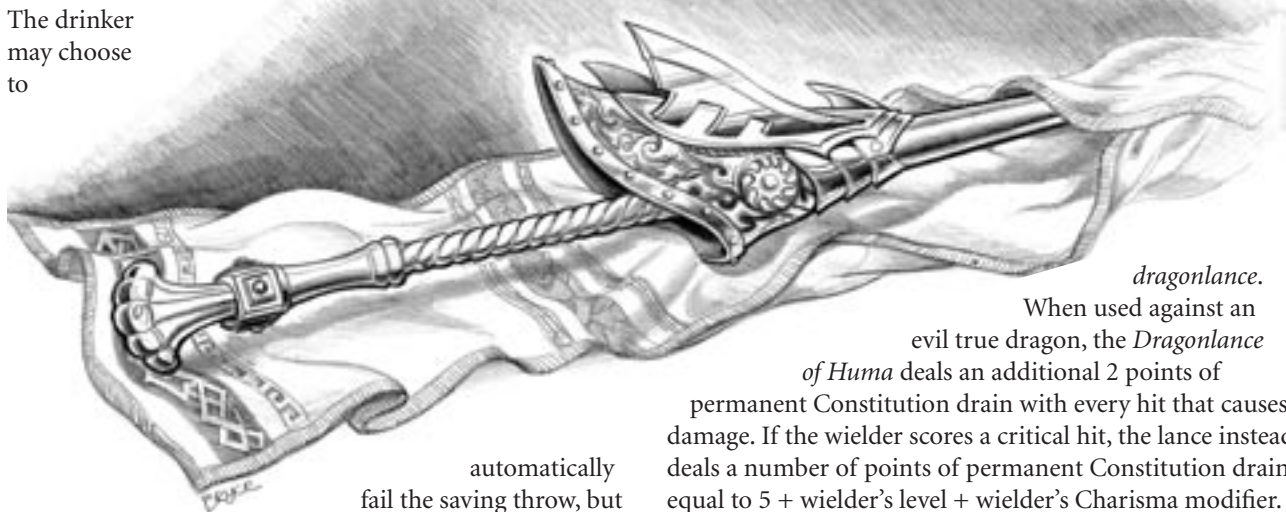 The drinker
may choose
to
automatically
fail the saving throw, but
dragonlance.
When used against an
evil true dragon, the Dragonlance
of Huma deals an additional 2 points of
permanent Constitution drain with every hit that causes
damage. If the wielder scores a critical hit, the lance instead
deals a number of points of permanent Constitution drain
equal to 5 + wielder’s level + wielder’s Charisma modifier.